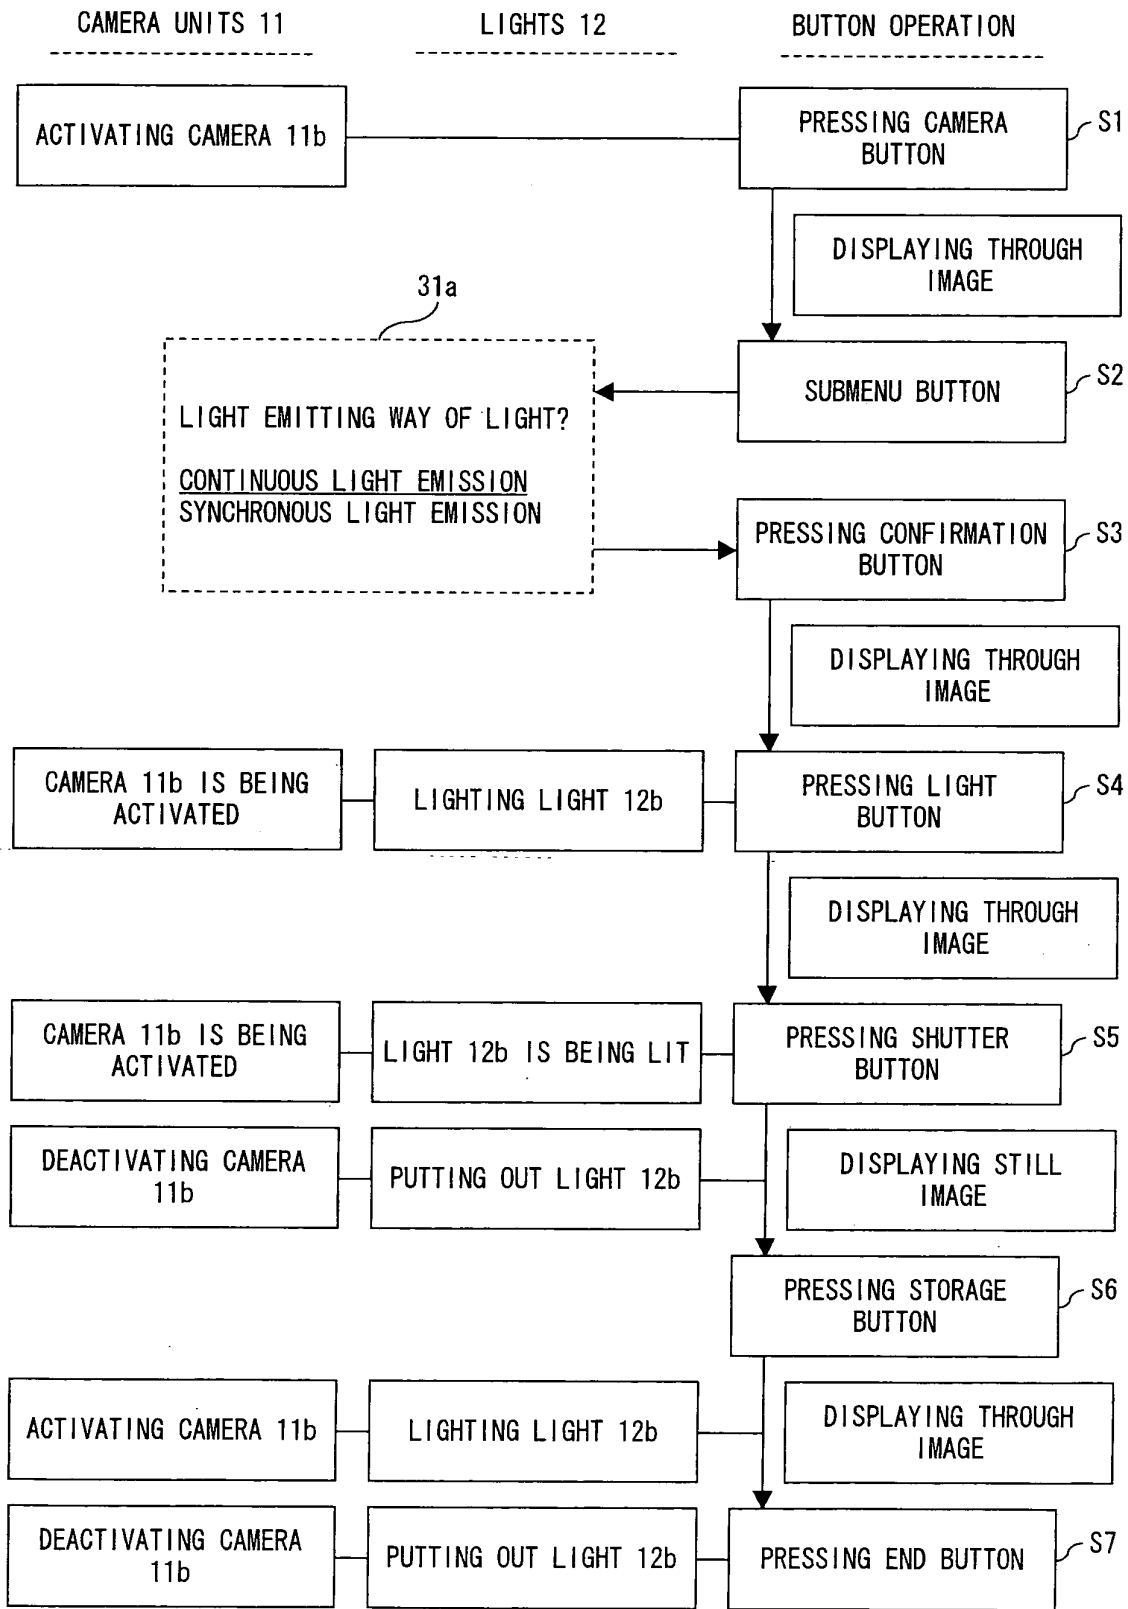 CAMERA UNITS 11
LIGHTS 12
BUTTON OPERATION
ACTIVATING CAMERA 11b
PRESSING CAMERA
BUTTON
S1
DISPLAYING THROUGH
IMAGE
31a
SUBMENU BUTTON
S2
LIGHT EMITTING WAY OF LIGHT?
CONTINUOUS LIGHT EMISSION
SYNCHRONOUS LIGHT EMISSION
PRESSING CONFIRMATION
BUTTON
S3
DISPLAYING THROUGH
IMAGE
CAMERA 11b IS BEING
ACTIVATED
LIGHTING LIGHT 12b
PRESSING LIGHT
BUTTON
S4
DISPLAYING THROUGH
IMAGE
CAMERA 11b IS BEING
ACTIVATED
LIGHT 12b IS BEING LIT
PRESSING SHUTTER
BUTTON
S5
DEACTIVATING CAMERA
11b
PUTTING OUT LIGHT 12b
DISPLAYING STILL
IMAGE
PRESSING STORAGE
BUTTON
S6
ACTIVATING CAMERA 11b
LIGHTING LIGHT 12b
DISPLAYING THROUGH
IMAGE
DEACTIVATING CAMERA
11b
PUTTING OUT LIGHT 12b
PRESSING END BUTTON
S7